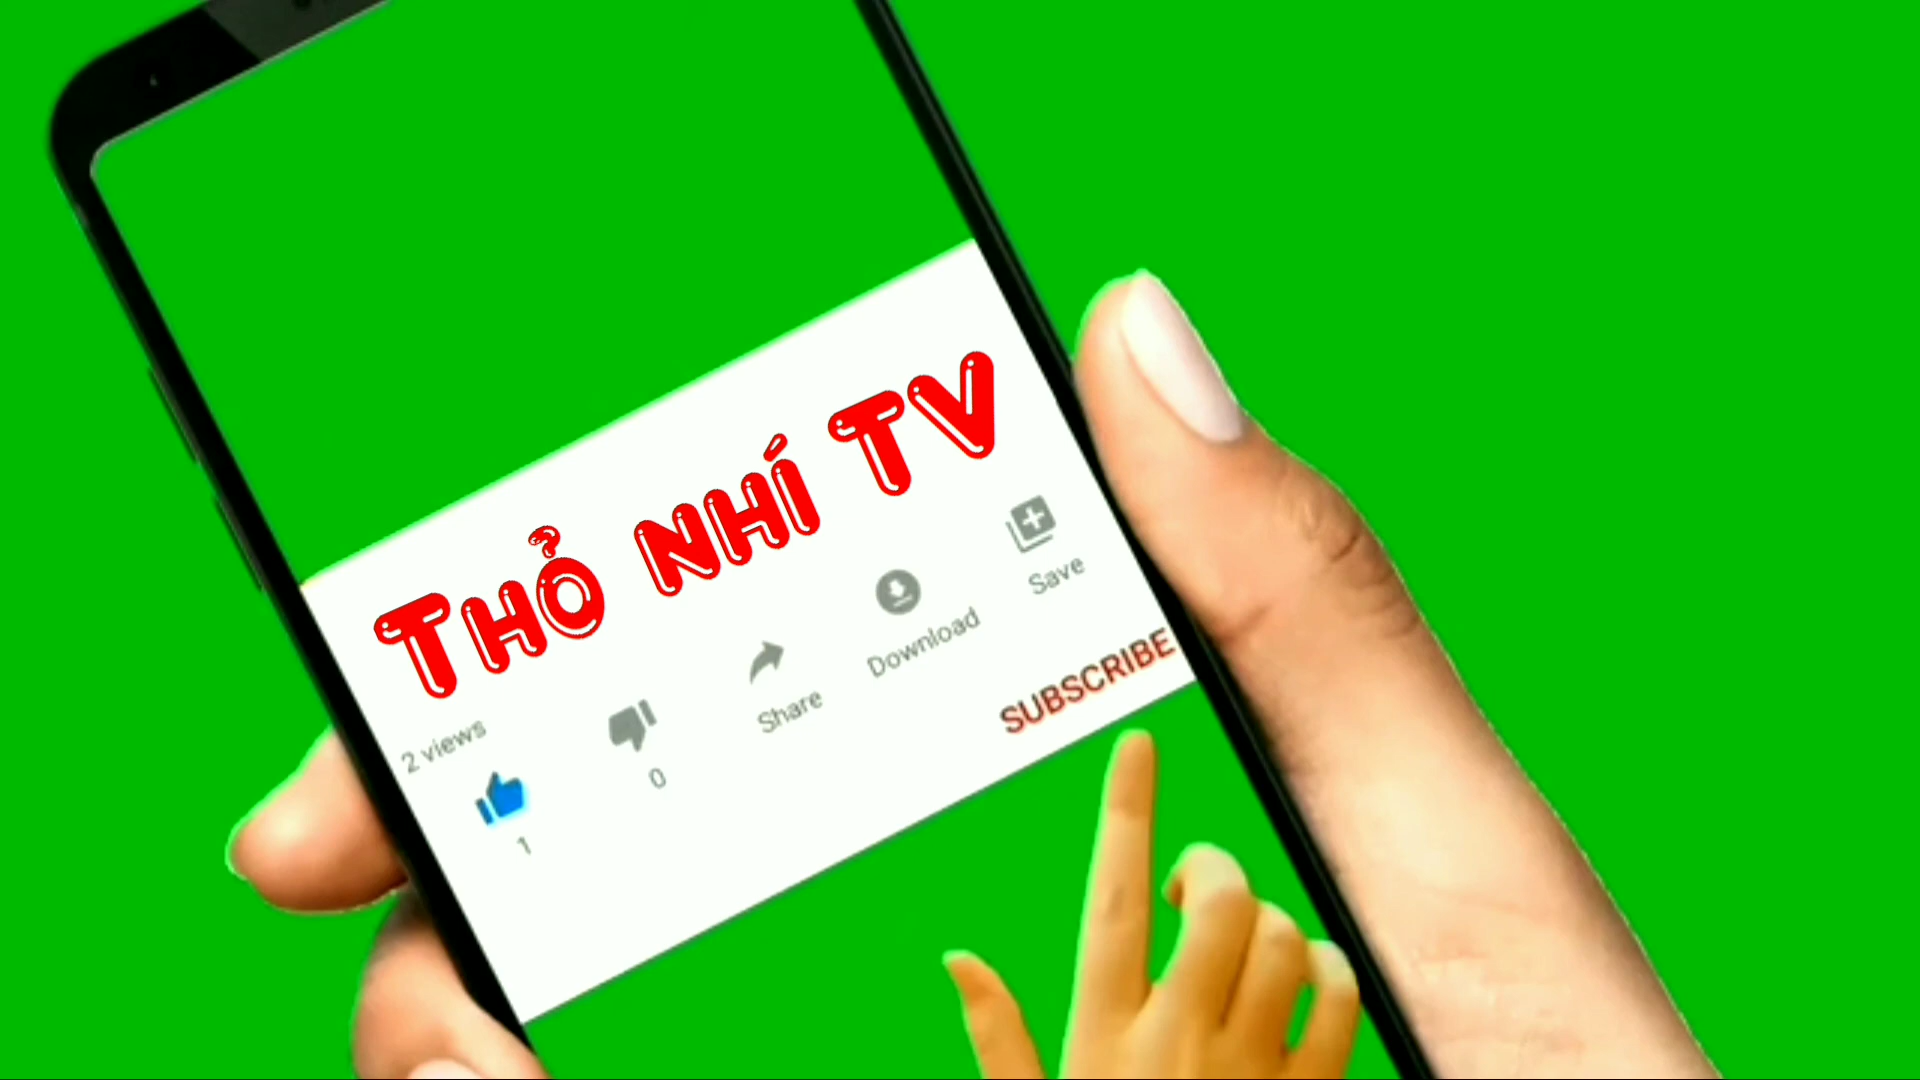 THỎ NHÍ TV
2 views
1
0
Share
Download
Save
SUBSCRIBE